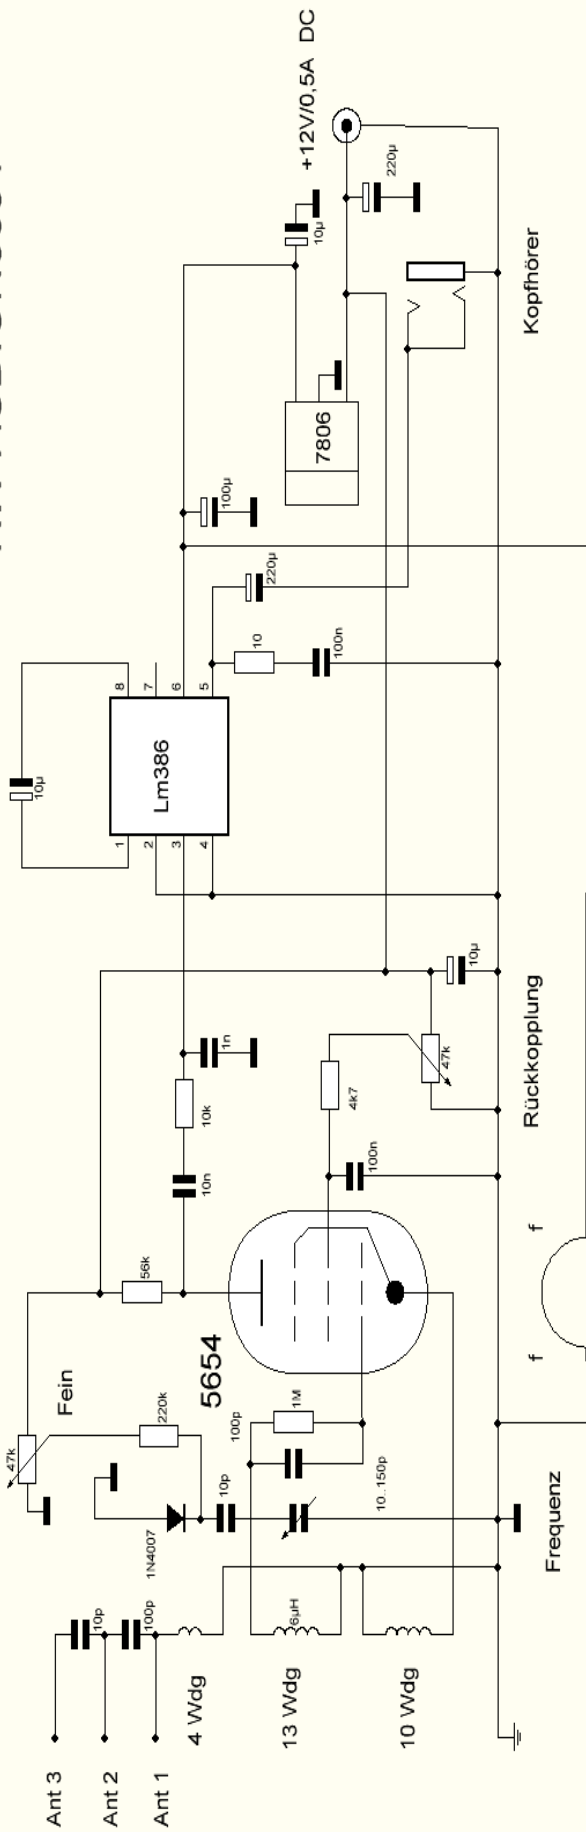 Ant 3
Ant 2
Ant 1
10p
100p
4 Wdg
13 Wdg
10 Wdg
6µH
47k
Fein
1N4007
220k
10p
10..150p
Frequenz
100p
1M
5654
56k
10n
10k
1n
100n
4k7
47k
Rückkopplung
10µ
f
f
10µ
Lm386
1
2
3
4
8
7
6
5
10
100n
220µ
100µ
7806
10µ
+12V/0,5A DC
220µ
Kopfhörer